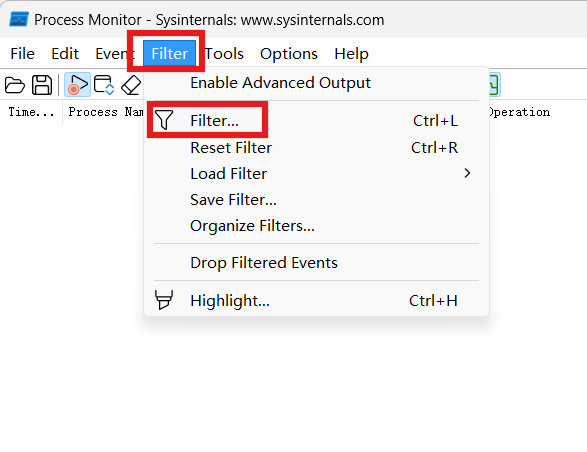 Process Monitor - Sysinternals: www.sysinternals.com
File Edit Event Filter Tools Options Help
Enable Advanced Output
Time... Process Nam Operation
Filter... Ctrl+L
Reset Filter Ctrl+R
Load Filter
Save Filter...
Organize Filters...
Drop Filtered Events
Highlight... Ctrl+H